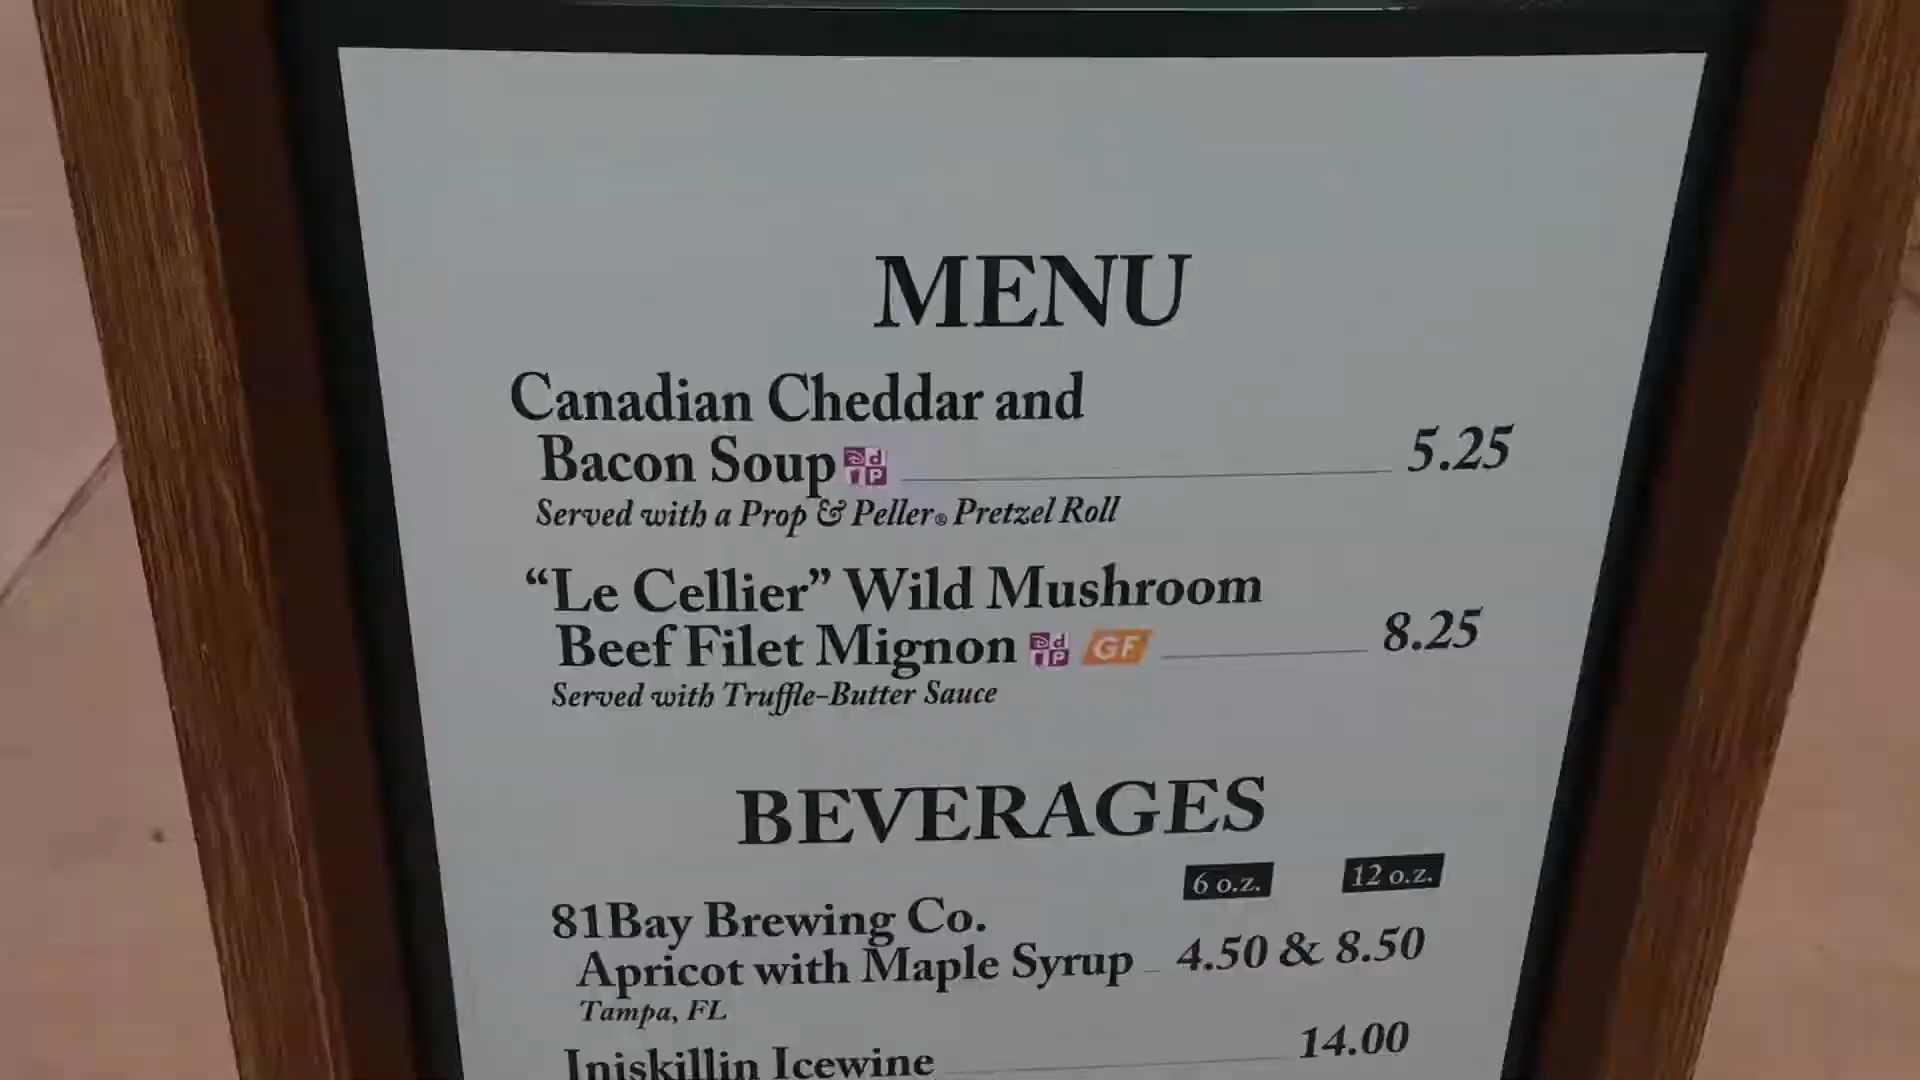 MENU
Canadian Cheddar and
Bacon Soup 5.25
Served with a Prop & Peller® Pretzel Roll
“Le Cellier” Wild Mushroom
Beef Filet Mignon GF 8.25
Served with Truffle-Butter Sauce
BEVERAGES
6 o.z. 12 o.z.
81Bay Brewing Co.
Apricot with Maple Syrup 4.50 & 8.50
Tampa, FL
Iniskillin Icewine 14.00